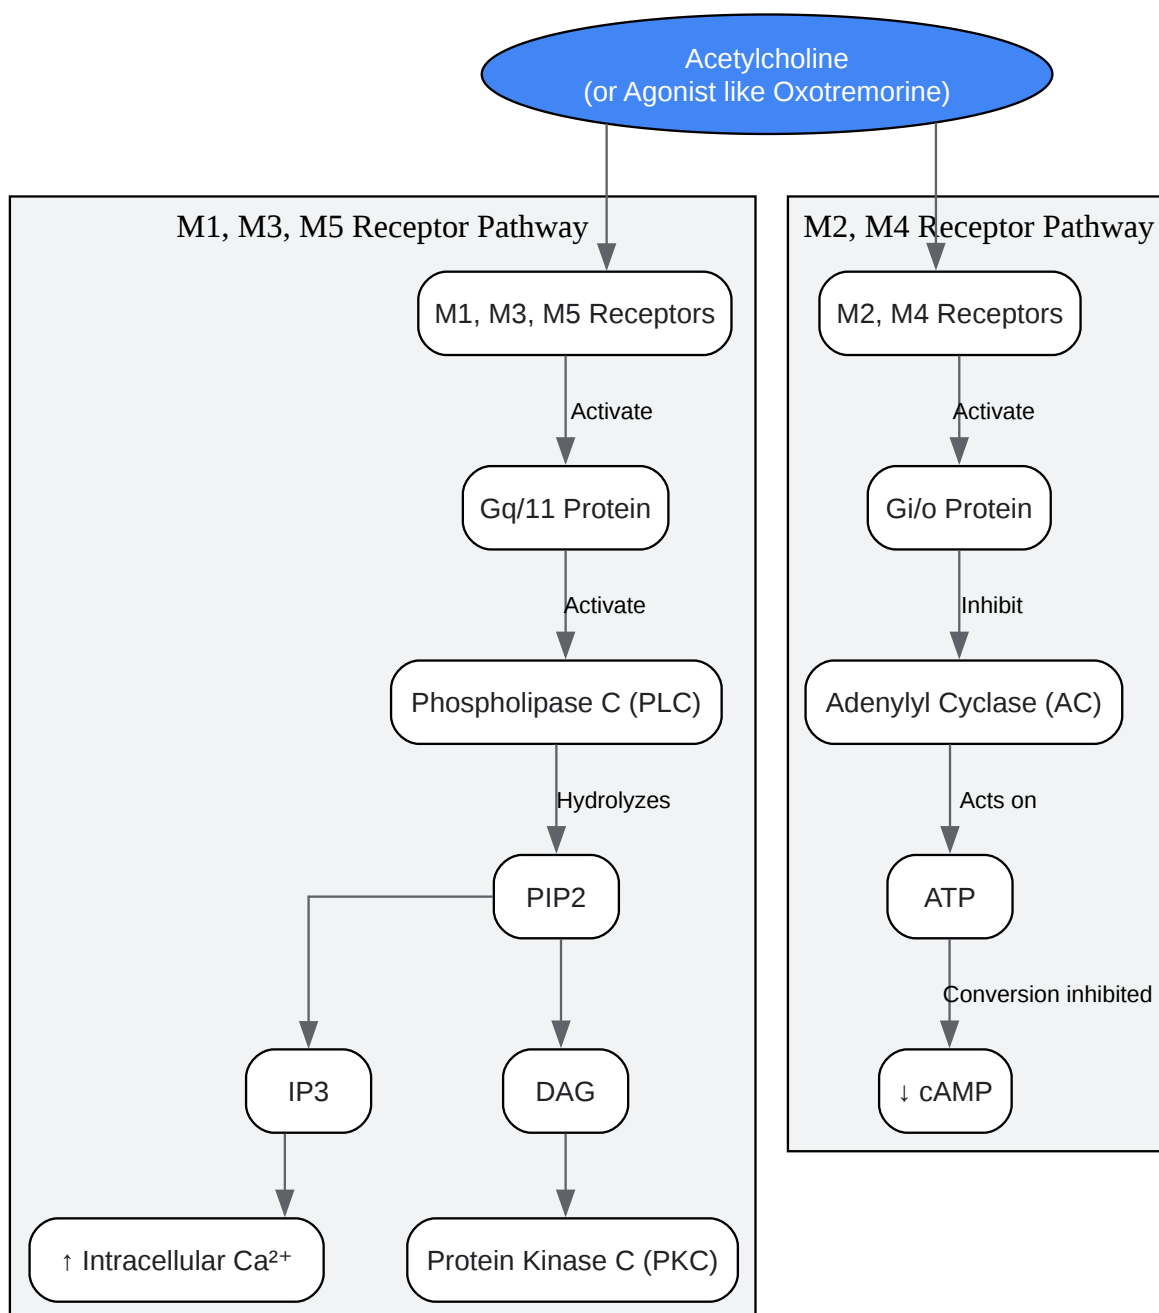 Acetylcholine
(or Agonist like Oxotremorine)
M1, M3, M5 Receptor Pathway
M1, M3, M5 Receptors
Activate
Gq/11 Protein
Activate
Phospholipase C (PLC)
Hydrolyzes
PIP2
IP3
DAG
↑ Intracellular Ca²⁺
Protein Kinase C (PKC)
M2, M4 Receptor Pathway
M2, M4 Receptors
Activate
Gi/o Protein
Inhibit
Adenylyl Cyclase (AC)
Acts on
ATP
Conversion inhibited
↓ cAMP